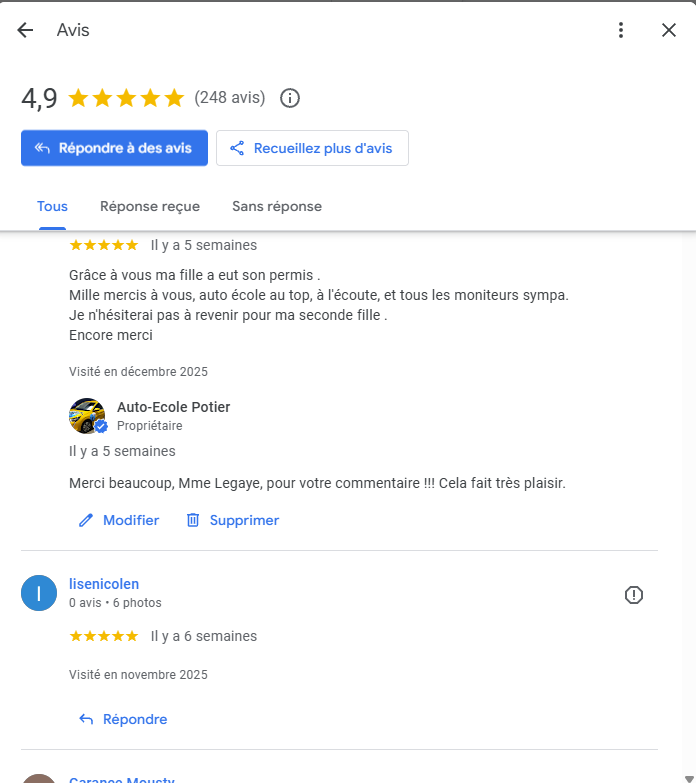 Avis
4,9 (248 avis)
Répondre à des avis
Recueillez plus d'avis
Tous Réponse reçue Sans réponse
Il y a 5 semaines
Grâce à vous ma fille a eut son permis .
Mille mercis à vous, auto école au top, à l'écoute, et tous les moniteurs sympa.
Je n'hésiterai pas à revenir pour ma seconde fille .
Encore merci
Visité en décembre 2025
Auto-Ecole Potier
Propriétaire
Il y a 5 semaines
Merci beaucoup, Mme Legaye, pour votre commentaire !!! Cela fait très plaisir.
Modifier Supprimer
l
lisenicolen
0 avis • 6 photos
Il y a 6 semaines
Visité en novembre 2025
Répondre
Garance Mousty